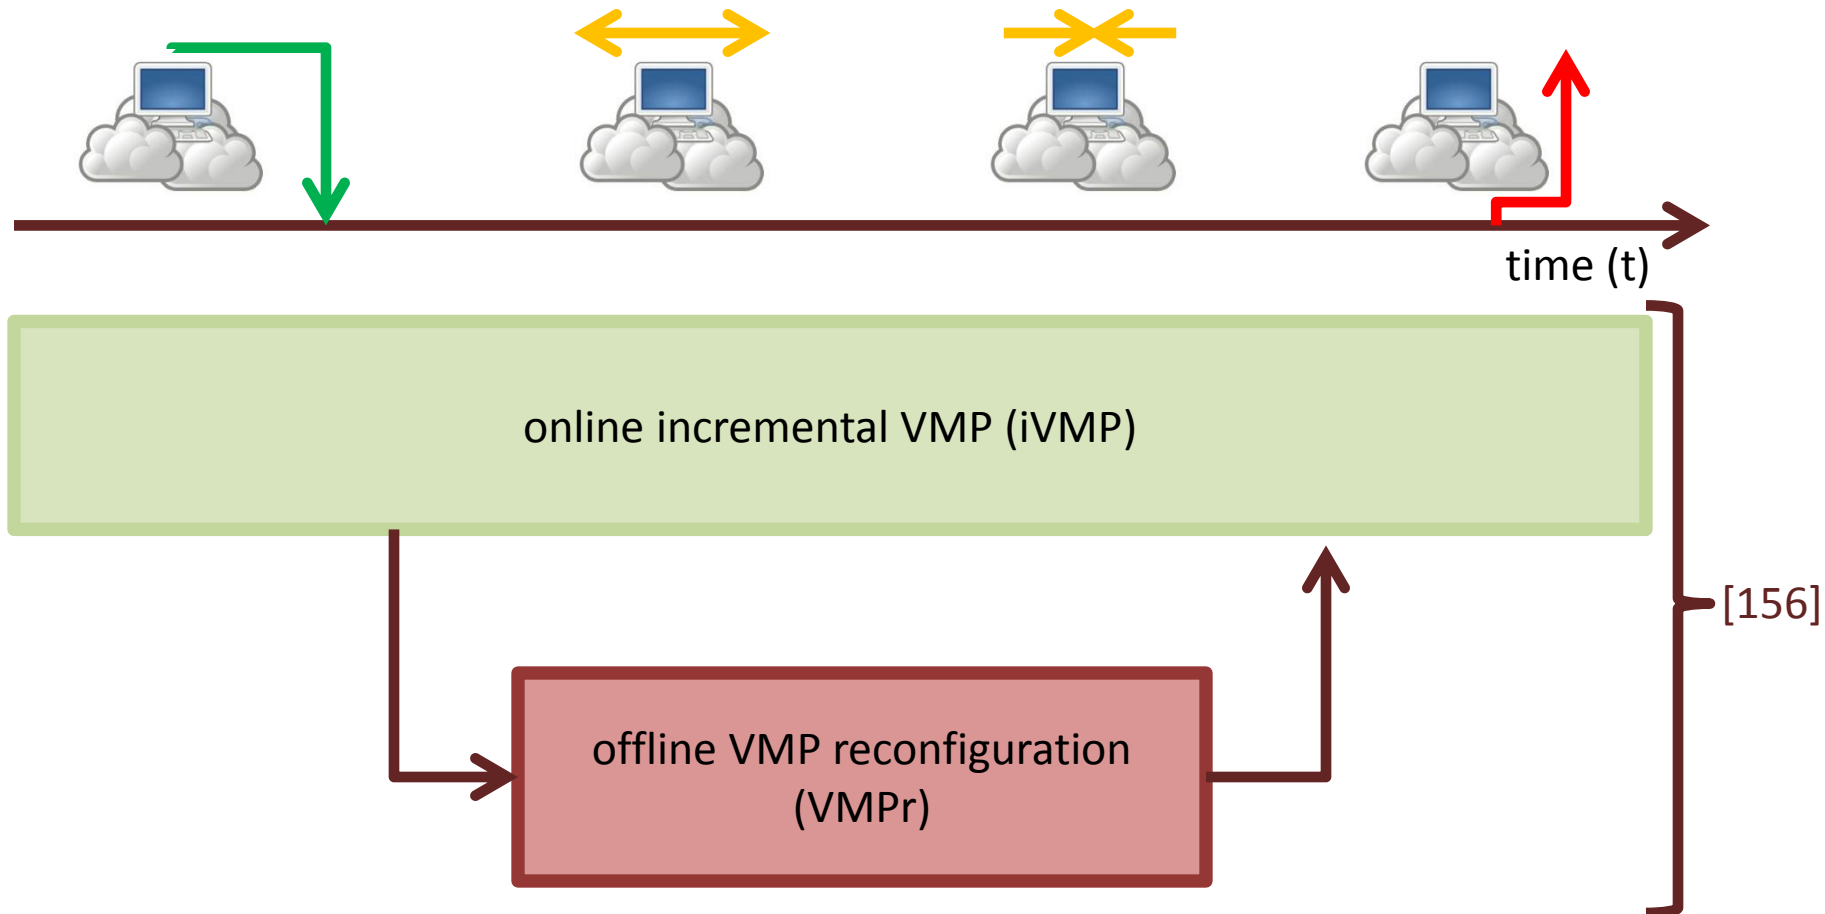 time (t)
online incremental VMP (iVMP)
[156]
offline VMP reconfiguration
(VMPr)